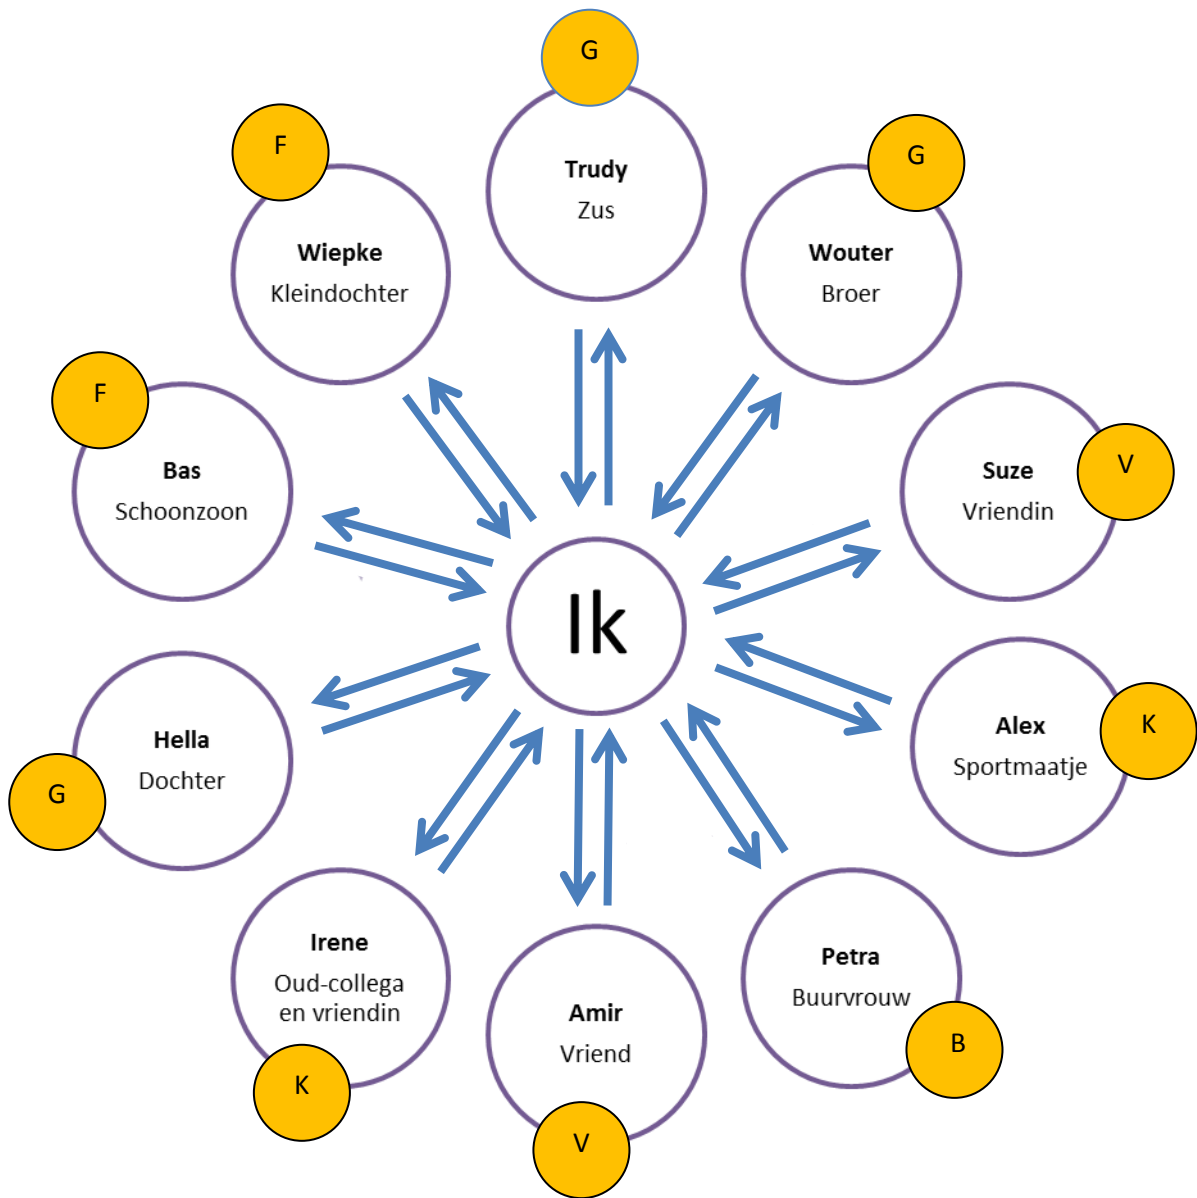 G
Trudy
Zus
F
Wiepke
Kleindochter
G
Wouter
Broer
F
Bas
Schoonzoon
Suze
Vriendin
V
Ik
Hella
Dochter
G
Alex
Sportmaatje
K
Irene
Oud-collega
en vriendin
K
Amir
Vriend
V
Petra
Buurvrouw
B